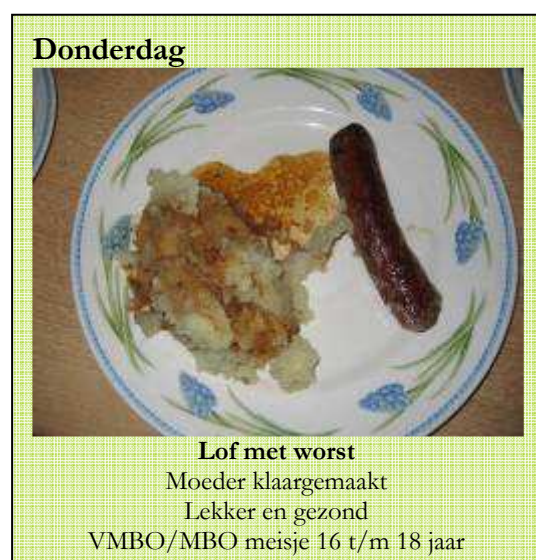 Donderdag
Lof met worst
Moeder klaargemaakt
Lekker en gezond
VMBO/MBO meisje 16 t/m 18 jaar